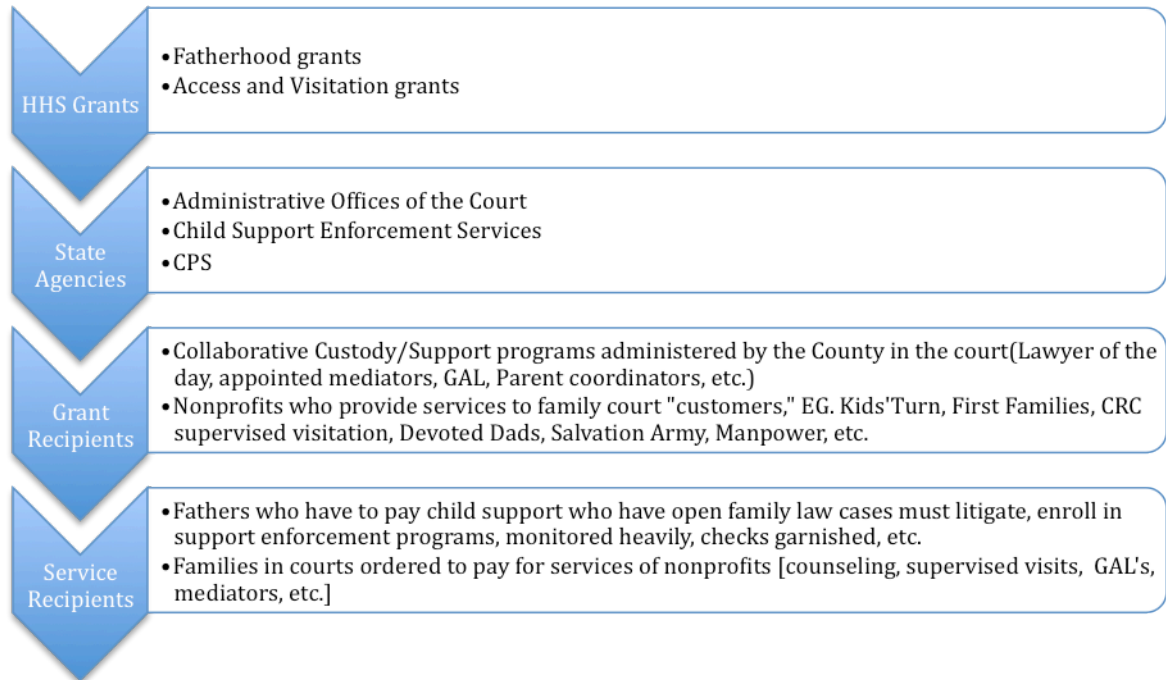 HHS Grants
•Fatherhood grants
•Access and Visitation grants
State
Agencies
•Administrative Offices of the Court
•Child Support Enforcement Services
•CPS
Grant
Recipients
•Collaborative Custody/Support programs administered by the County in the court(Lawyer of the
day, appointed mediators, GAL, Parent coordinators, etc.)
•Nonprofits who provide services to family court "customers," EG. Kids'Turn, First Families, CRC
supervised visitation, Devoted Dads, Salvation Army, Manpower, etc.
Service
Recipients
•Fathers who have to pay child support who have open family law cases must litigate, enroll in
support enforcement programs, monitored heavily, checks garnished, etc.
•Families in courts ordered to pay for services of nonprofits [counseling, supervised visits,  GAL's,
mediators, etc.]